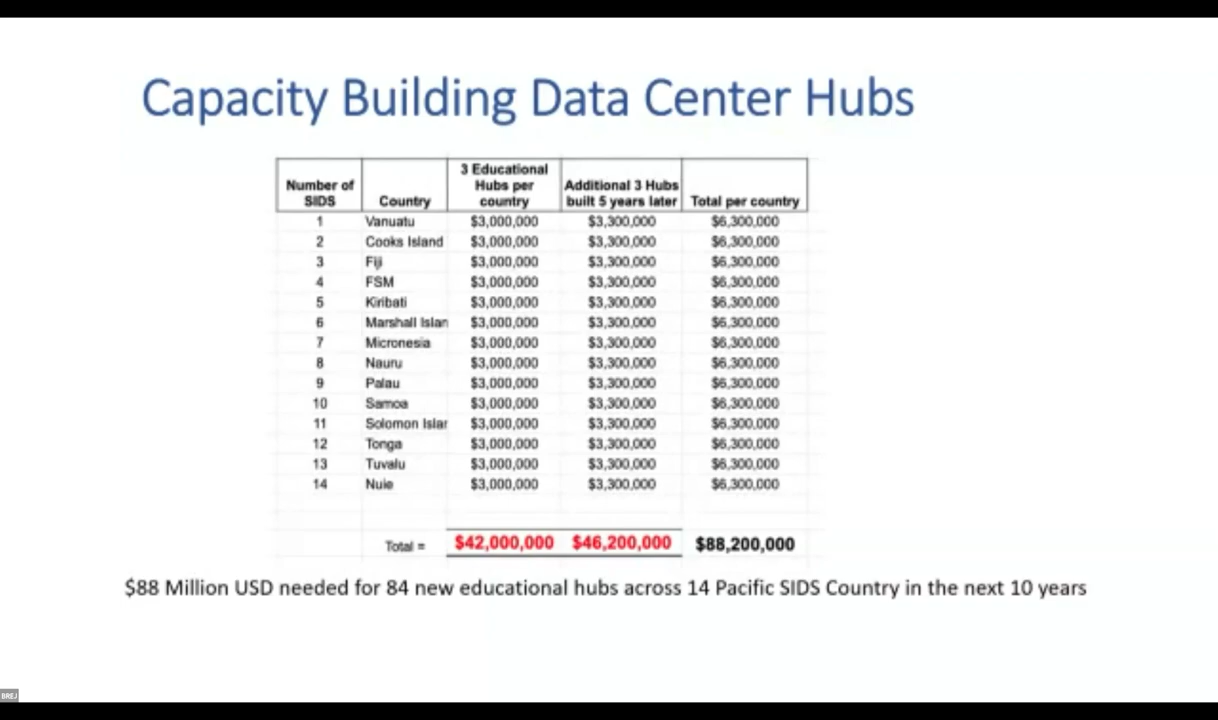 Capacity Building Data Center Hubs
Number of SIDS Country 3 Educational Hubs per country Additional 3 Hubs built 5 years later Total per country
1 Vanuatu $3,000,000 $3,300,000 $6,300,000
2 Cooks Island $3,000,000 $3,300,000 $6,300,000
3 Fiji $3,000,000 $3,300,000 $6,300,000
4 FSM $3,000,000 $3,300,000 $6,300,000
5 Kiribati $3,000,000 $3,300,000 $6,300,000
6 Marshall Islan $3,000,000 $3,300,000 $6,300,000
7 Micronesia $3,000,000 $3,300,000 $6,300,000
8 Nauru $3,000,000 $3,300,000 $6,300,000
9 Palau $3,000,000 $3,300,000 $6,300,000
10 Samoa $3,000,000 $3,300,000 $6,300,000
11 Solomon Islar $3,000,000 $3,300,000 $6,300,000
12 Tonga $3,000,000 $3,300,000 $6,300,000
13 Tuvalu $3,000,000 $3,300,000 $6,300,000
14 Nuie $3,000,000 $3,300,000 $6,300,000
Total = $42,000,000 $46,200,000 $88,200,000
$88 Million USD needed for 84 new educational hubs across 14 Pacific SIDS Country in the next 10 years
BREJ